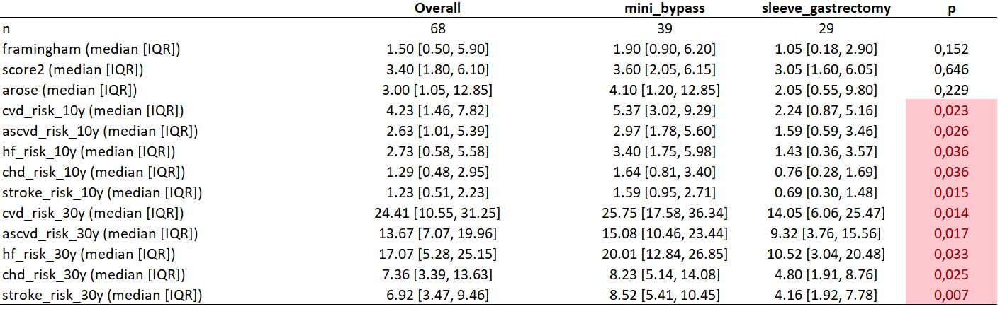 Overall mini_bypass sleeve_gastrectomy p
n 68 39 29
framingham (median [IQR]) 1.50 [0.50, 5.90] 1.90 [0.90, 6.20] 1.05 [0.18, 2.90] 0,152
score2 (median [IQR]) 3.40 [1.80, 6.10] 3.60 [2.05, 6.15] 3.05 [1.60, 6.05] 0,646
arose (median [IQR]) 3.00 [1.05, 12.85] 4.10 [1.20, 12.85] 2.05 [0.55, 9.80] 0,229
cvd_risk_10y (median [IQR]) 4.23 [1.46, 7.82] 5.37 [3.02, 9.29] 2.24 [0.87, 5.16] 0,023
ascvd_risk_10y (median [IQR]) 2.63 [1.01, 5.39] 2.97 [1.78, 5.60] 1.59 [0.59, 3.46] 0,026
hf_risk_10y (median [IQR]) 2.73 [0.58, 5.58] 3.40 [1.75, 5.98] 1.43 [0.36, 3.57] 0,036
chd_risk_10y (median [IQR]) 1.29 [0.48, 2.95] 1.64 [0.81, 3.40] 0.76 [0.28, 1.69] 0,036
stroke_risk_10y (median [IQR]) 1.23 [0.51, 2.23] 1.59 [0.95, 2.71] 0.69 [0.30, 1.48] 0,015
cvd_risk_30y (median [IQR]) 24.41 [10.55, 31.25] 25.75 [17.58, 36.34] 14.05 [6.06, 25.47] 0,014
ascvd_risk_30y (median [IQR]) 13.67 [7.07, 19.96] 15.08 [10.46, 23.44] 9.32 [3.76, 15.56] 0,017
hf_risk_30y (median [IQR]) 17.07 [5.28, 25.15] 20.01 [12.84, 26.85] 10.52 [3.04, 20.48] 0,033
chd_risk_30y (median [IQR]) 7.36 [3.39, 13.63] 8.23 [5.14, 14.08] 4.80 [1.91, 8.76] 0,025
stroke_risk_30y (median [IQR]) 6.92 [3.47, 9.46] 8.52 [5.41, 10.45] 4.16 [1.92, 7.78] 0,007